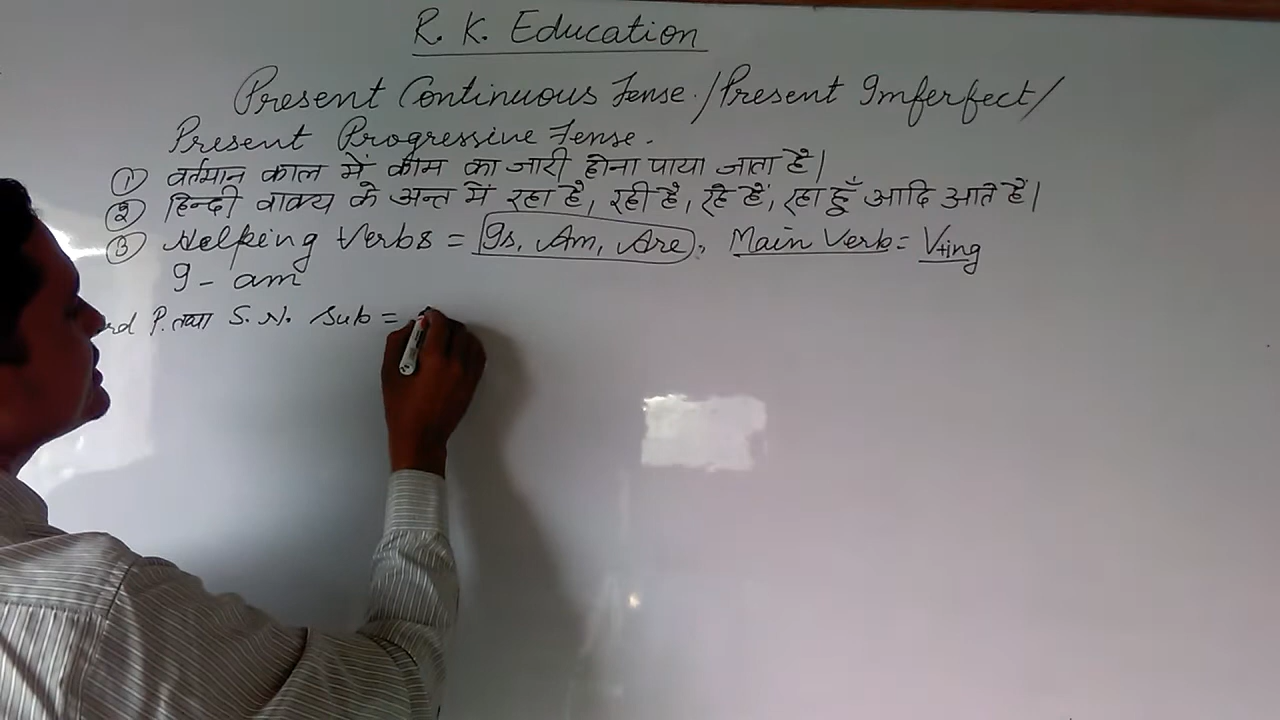 R. K. Education
Present Continuous Tense. / Present Imferfect /
Present Progressive Tense.
① वर्तमान काल में काम का जारी होना पाया जाता है।
② हिन्दी वाक्य के अन्त में रहा है, रही है, रहे हैं, रहा हूँ आदि आते हैं।
③ Helping Verbs = Is, Am, Are, Main Verb = V+ing
I - am
rd P. तथा S. N. Sub =